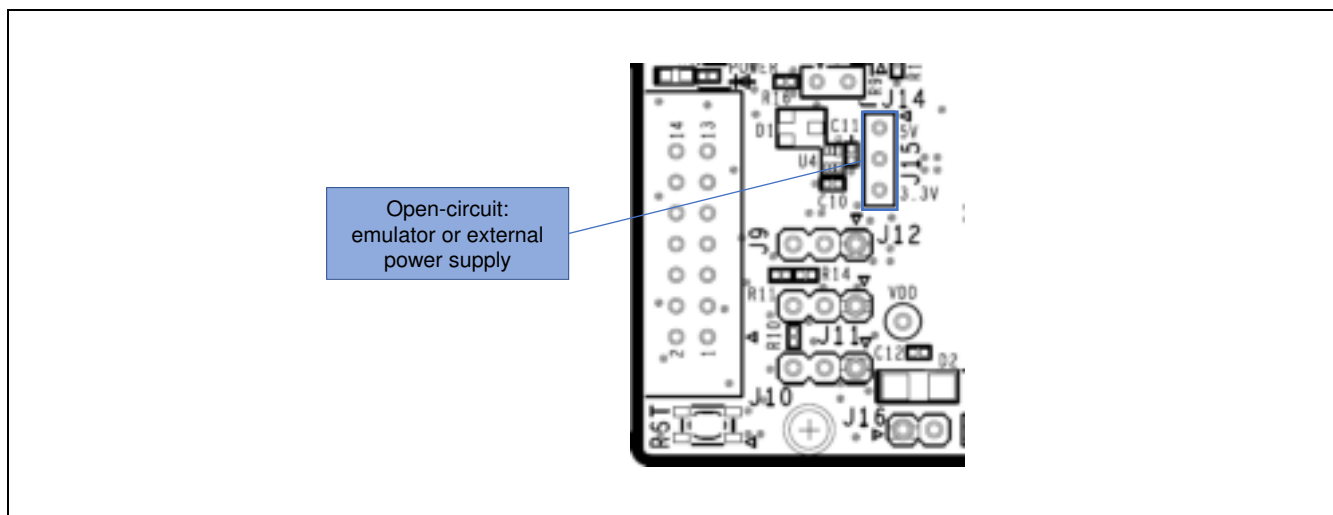 POWER
R16
J14
14
13
D1
C11
5V
U4
J15
C10
3.3V
Open-circuit:
emulator or external
power supply
J9
J12
R14
R11
VDD
R10
J11
C12
D2
2
1
J10
RST
J16